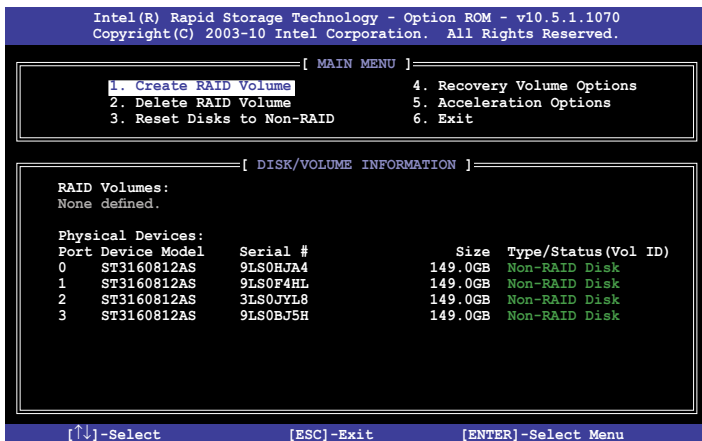 Intel(R) Rapid Storage Technology - Option ROM - v10.5.1.1070
Copyright(C) 2003-10 Intel Corporation. All Rights Reserved.
[ MAIN MENU ]
1. Create RAID Volume 4. Recovery Volume Options
2. Delete RAID Volume 5. Acceleration Options
3. Reset Disks to Non-RAID 6. Exit
[ DISK/VOLUME INFORMATION ]
RAID Volumes:
None defined.
Physical Devices:
Port Device Model Serial # Size Type/Status(Vol ID)
0 ST3160812AS 9LS0HJA4 149.0GB Non-RAID Disk
1 ST3160812AS 9LS0F4HL 149.0GB Non-RAID Disk
2 ST3160812AS 3LS0JYL8 149.0GB Non-RAID Disk
3 ST3160812AS 9LS0BJ5H 149.0GB Non-RAID Disk
[↑↓]-Select [ESC]-Exit [ENTER]-Select Menu